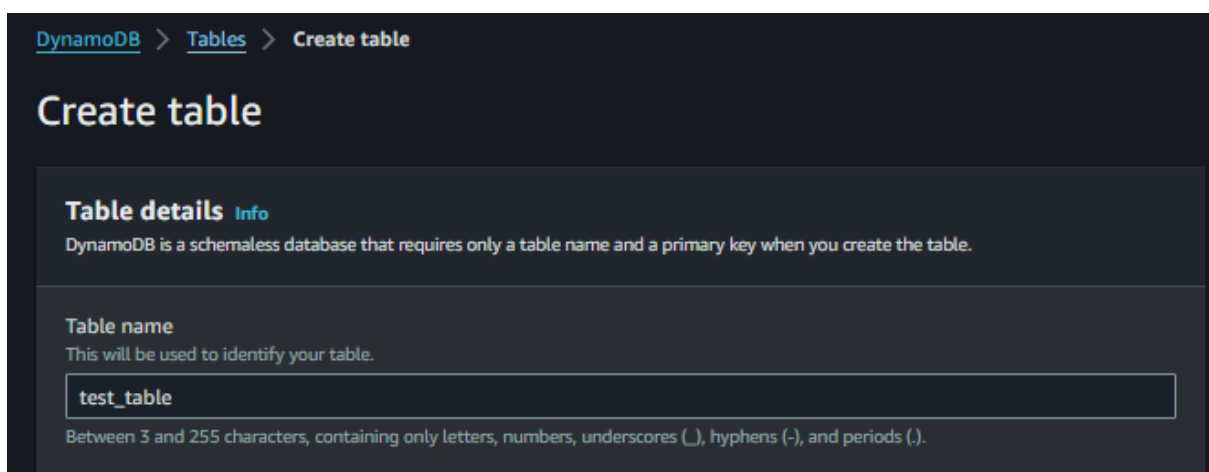 DynamoDB > Tables > Create table
Create table
Table details Info
DynamoDB is a schemaless database that requires only a table name and a primary key when you create the table.
Table name
This will be used to identify your table.
test_table
Between 3 and 255 characters, containing only letters, numbers, underscores (_), hyphens (-), and periods (.).